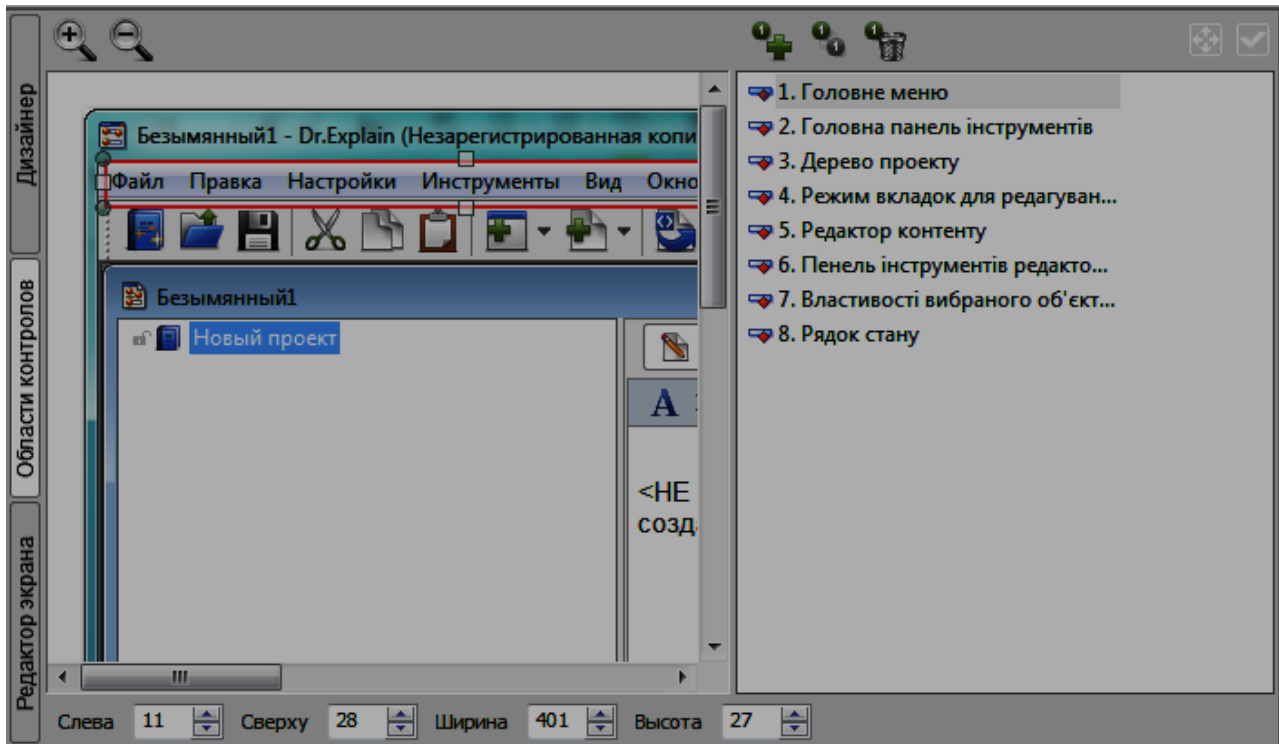 Дизайнер
Области контролов
Редактор экрана
Безымянный1 - Dr.Explain (Незарегистрированная копи
Файл Правка Настройки Инструменты Вид Окно
Безымянный1
Новый проект
A
<НЕ
созд
1. Головне меню
2. Головна панель інструментів
3. Дерево проекту
4. Режим вкладок для редагуван...
5. Редактор контенту
6. Пенель інструментів редакто...
7. Властивості вибраного об'єкт...
8. Рядок стану
Слева 11 Сверху 28 Ширина 401 Высота 27